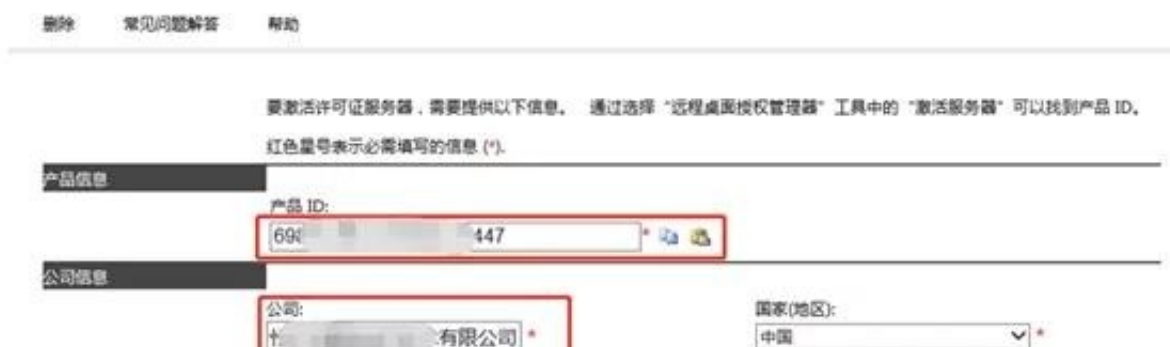 删除 常见问题解答 帮助
要激活许可证服务器，需要提供以下信息。 通过选择“远程桌面授权管理器”工具中的“激活服务器”可以找到产品 ID。
红色星号表示必需填写的信息 (*).
产品信息
产品 ID:
447 *
公司信息
公司: 国家(地区):
有限公司 * 中国 *